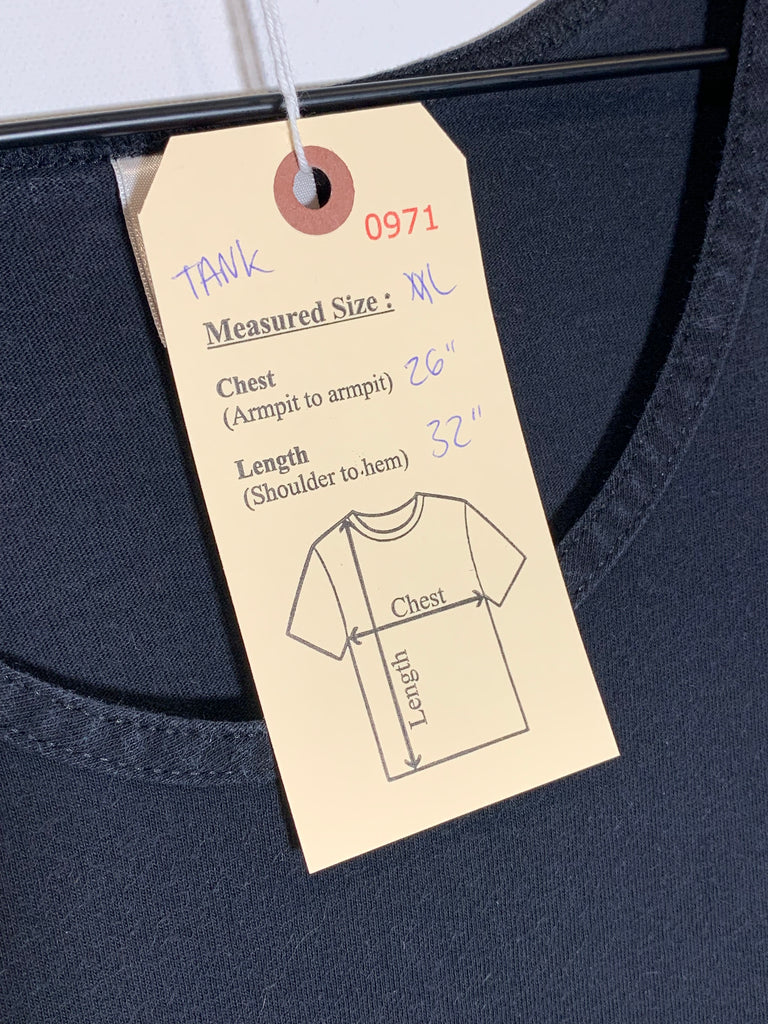 0971
TANK
Measured Size : XXL
Chest
(Armpit to armpit) 26"
Length
(Shoulder to hem) 32"
Chest
Length